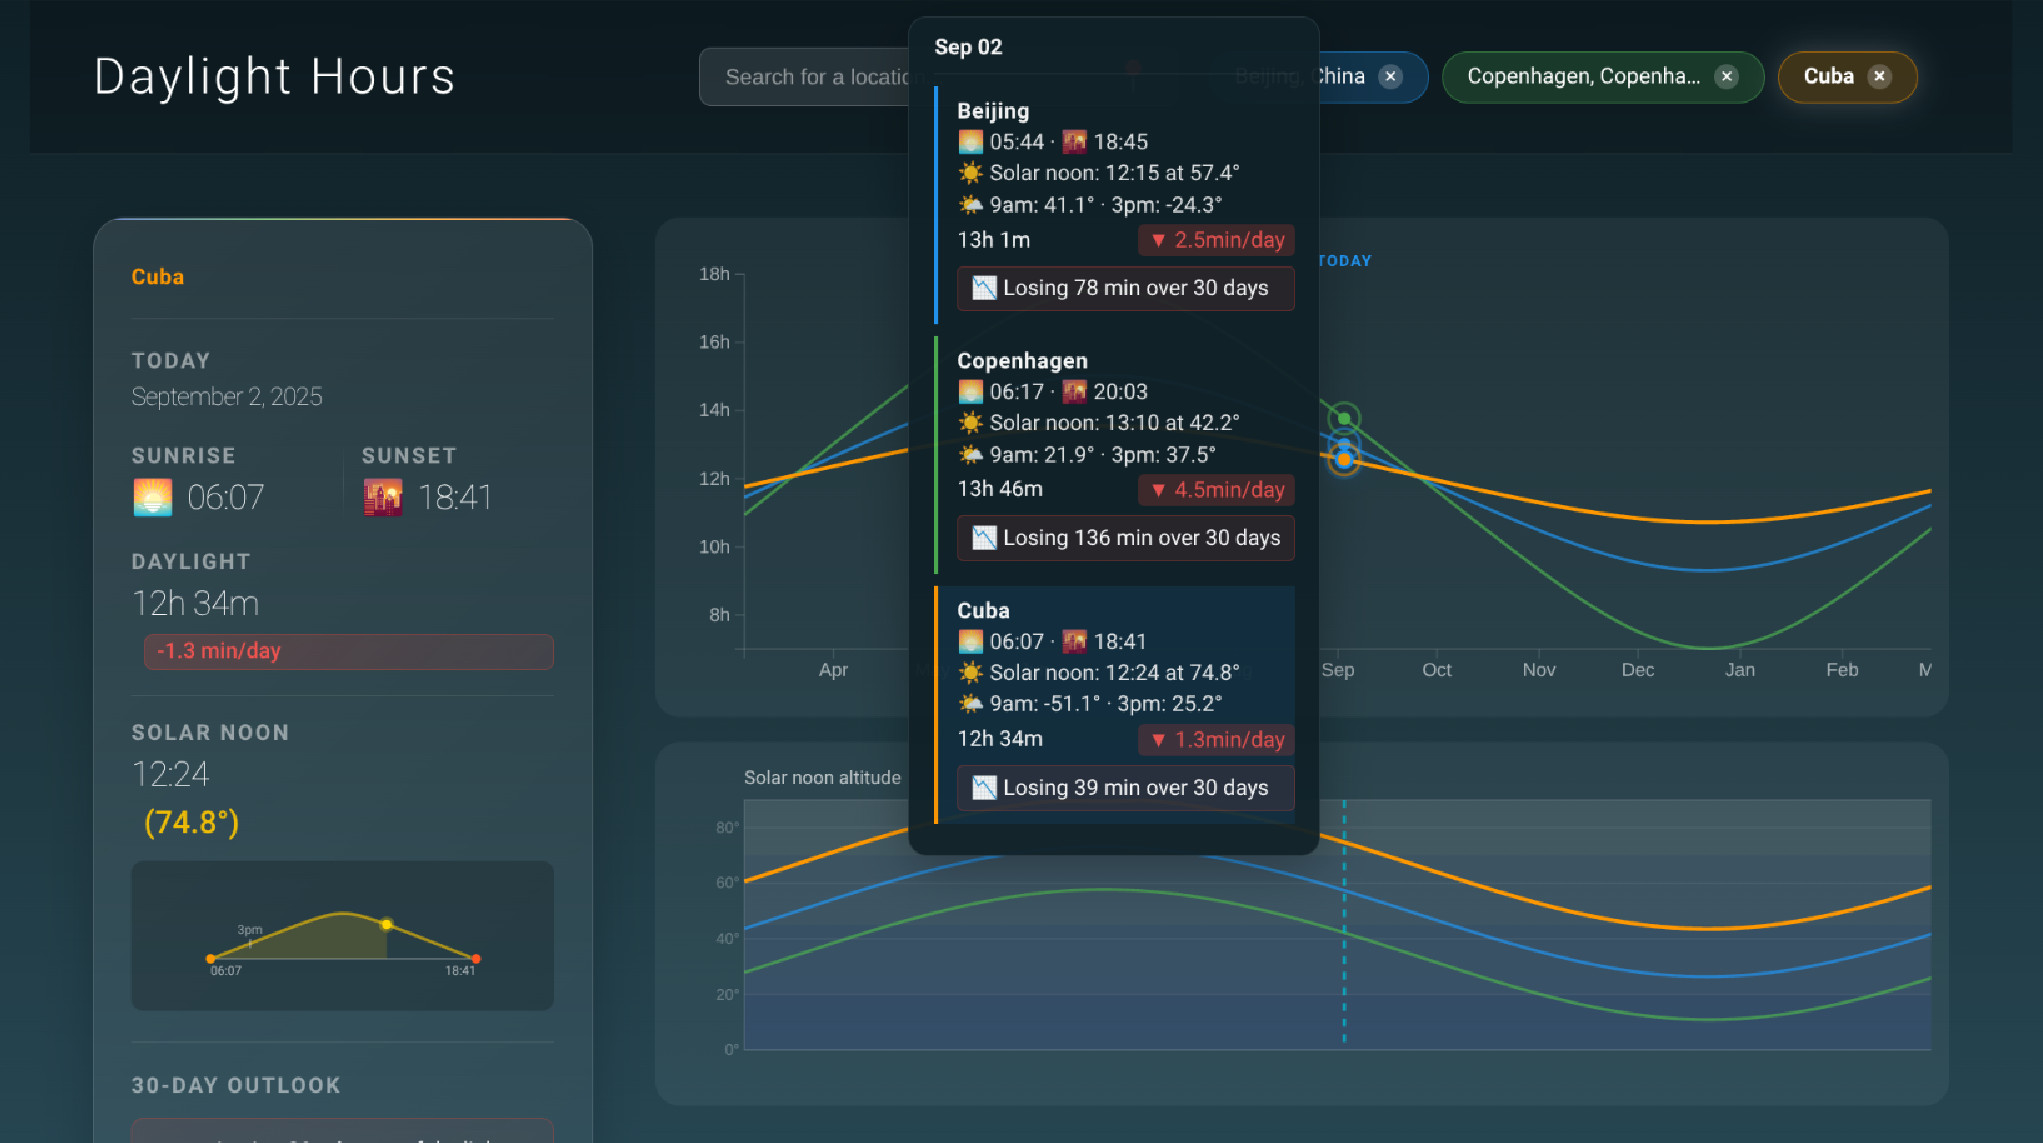 Daylight Hours
Search for a locatio
Beijing, China ×
Copenhagen, Copenha... ×
Cuba ×
Sep 02
Beijing
05:44 · 18:45
Solar noon: 12:15 at 57.4°
9am: 41.1° · 3pm: -24.3°
13h 1m ▼ 2.5min/day
Losing 78 min over 30 days
Copenhagen
06:17 · 20:03
Solar noon: 13:10 at 42.2°
9am: 21.9° · 3pm: 37.5°
13h 46m ▼ 4.5min/day
Losing 136 min over 30 days
Cuba
06:07 · 18:41
Solar noon: 12:24 at 74.8°
9am: -51.1° · 3pm: 25.2°
12h 34m ▼ 1.3min/day
Losing 39 min over 30 days
Cuba
TODAY
September 2, 2025
SUNRISE SUNSET
06:07 18:41
DAYLIGHT
12h 34m
-1.3 min/day
SOLAR NOON
12:24
(74.8°)
3pm
06:07 18:41
30-DAY OUTLOOK
TODAY
18h
16h
14h
12h
10h
8h
Apr Sep Oct Nov Dec Jan Feb M
Solar noon altitude
80°
60°
40°
20°
0°